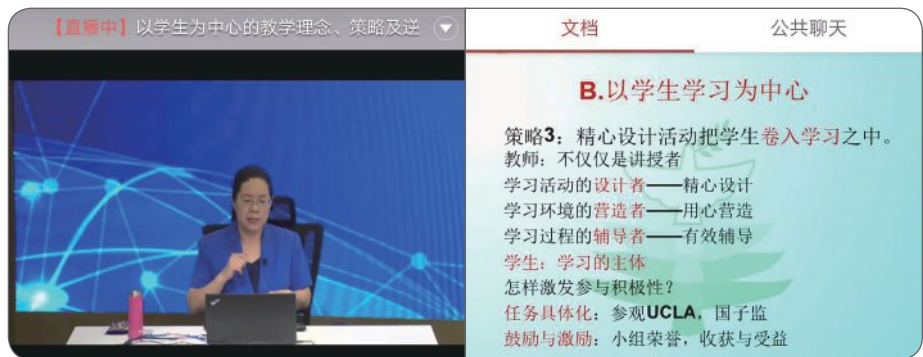 【直播中】以学生为中心的教学理念、策略及逆
文档
公共聊天
B.以学生学习为中心
策略3：精心设计活动把学生卷入学习之中。
教师：不仅仅是讲授者
学习活动的设计者——精心设计
学习环境的营造者——用心营造
学习过程的辅导者——有效辅导
学生：学习的主体
怎样激发参与积极性？
任务具体化：参观UCLA，国子监
鼓励与激励：小组荣誉，收获与受益